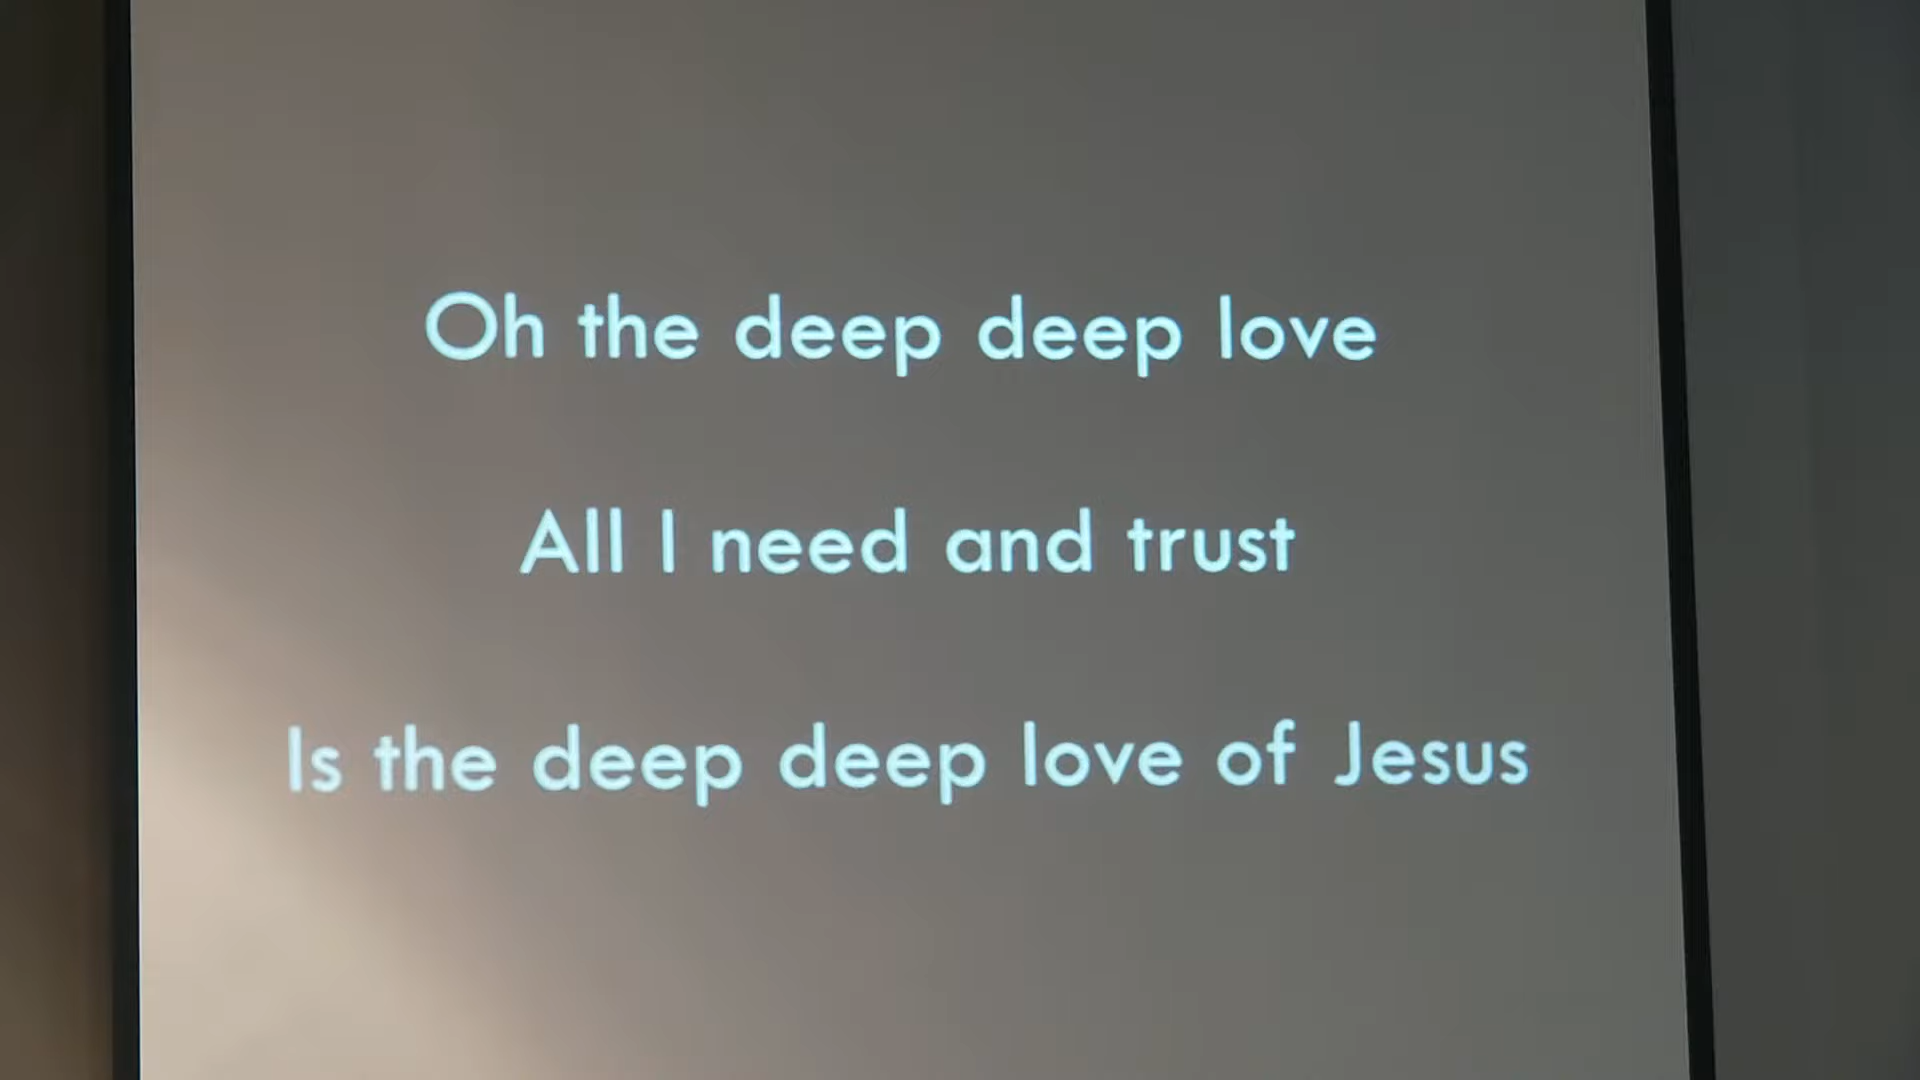 Oh the deep deep love
All I need and trust
Is the deep deep love of Jesus